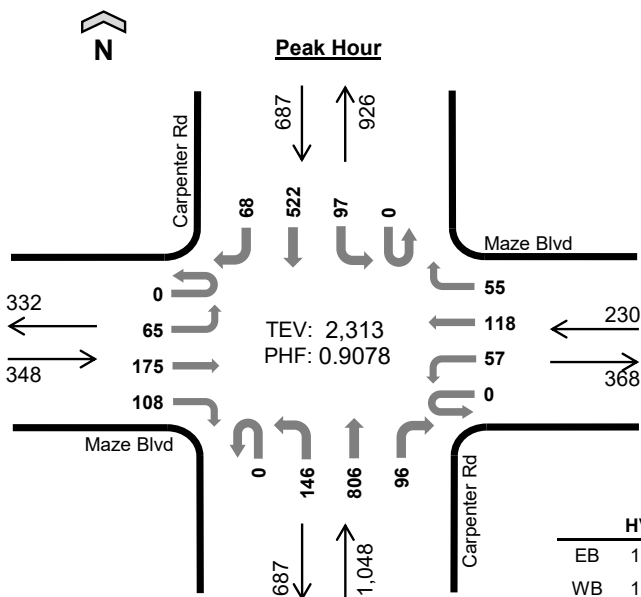 N
Peak Hour
687
926
Carpenter Rd
68
522
97
0
Maze Blvd
0
55
332
65
118
230
TEV: 2,313
348
175
PHF: 0.9078
57
368
108
0
Maze Blvd
0
146
806
96
Carpenter Rd
687
1,048
HV
EB 1
WB 1